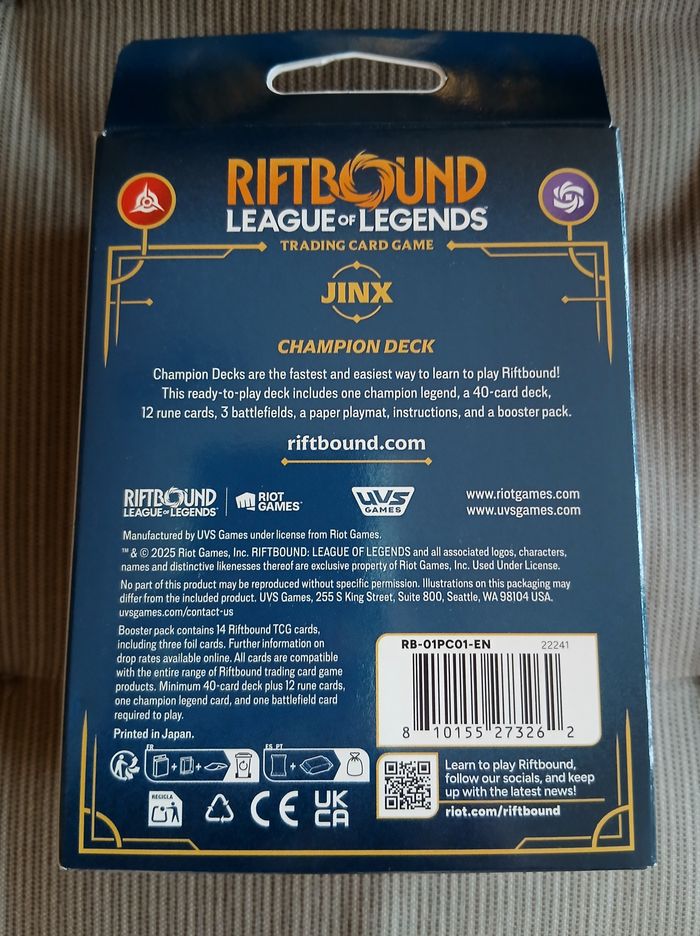 RIFTBOUND
LEAGUE OF LEGENDS
TRADING CARD GAME
JINX
CHAMPION DECK
Champion Decks are the fastest and easiest way to learn to play Riftbound!
This ready-to-play deck includes one champion legend, a 40-card deck,
12 rune cards, 3 battlefields, a paper playmat, instructions, and a booster pack.
riftbound.com
RIFTBOUND
LEAGUE OF LEGENDS
RIOT
GAMES
UVS
GAMES
www.riotgames.com
www.uvsgames.com
Manufactured by UVS Games under license from Riot Games.
™ & © 2025 Riot Games, Inc. RIFTBOUND: LEAGUE OF LEGENDS and all associated logos, characters,
names and distinctive likenesses thereof are exclusive property of Riot Games, Inc. Used Under License.
No part of this product may be reproduced without specific permission. Illustrations on this packaging may
differ from the included product. UVS Games, 255 S King Street, Suite 800, Seattle, WA 98104 USA.
uvsgames.com/contact-us
Booster pack contains 14 Riftbound TCG cards,
including three foil cards. Further information on
drop rates available online. All cards are compatible
with the entire range of Riftbound trading card game
products. Minimum 40-card deck plus 12 rune cards,
one champion legend card, and one battlefield card
required to play.
Printed in Japan.
RB-01PC01-EN 22241
8 10155 27326 2
FR
ES PT
RECICLA
CE
UK
CA
Learn to play Riftbound,
follow our socials, and keep
up with the latest news!
riot.com/riftbound